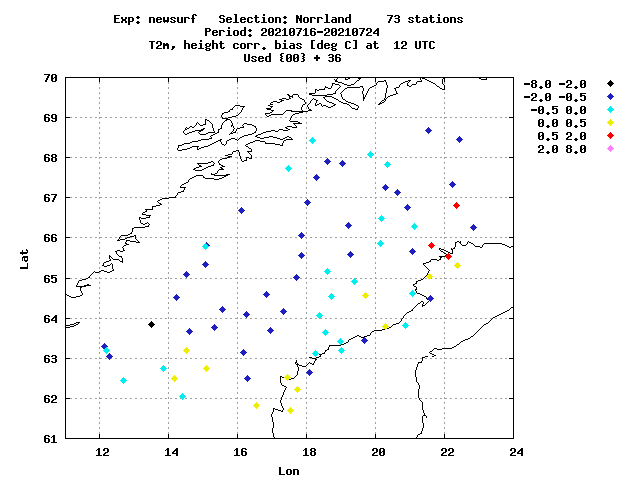 Exp: newsurf   Selection: Norrland     73 stations
Period: 20210716-20210724
T2m, height corr. bias [deg C] at  12 UTC
Used {00} + 36
-8.0 -2.0
-2.0 -0.5
-0.5 0.0
0.0 0.5
0.5 2.0
2.0 8.0
70
69
68
67
66
65
64
63
62
61
Lat
12 14 16 18 20 22 24
Lon